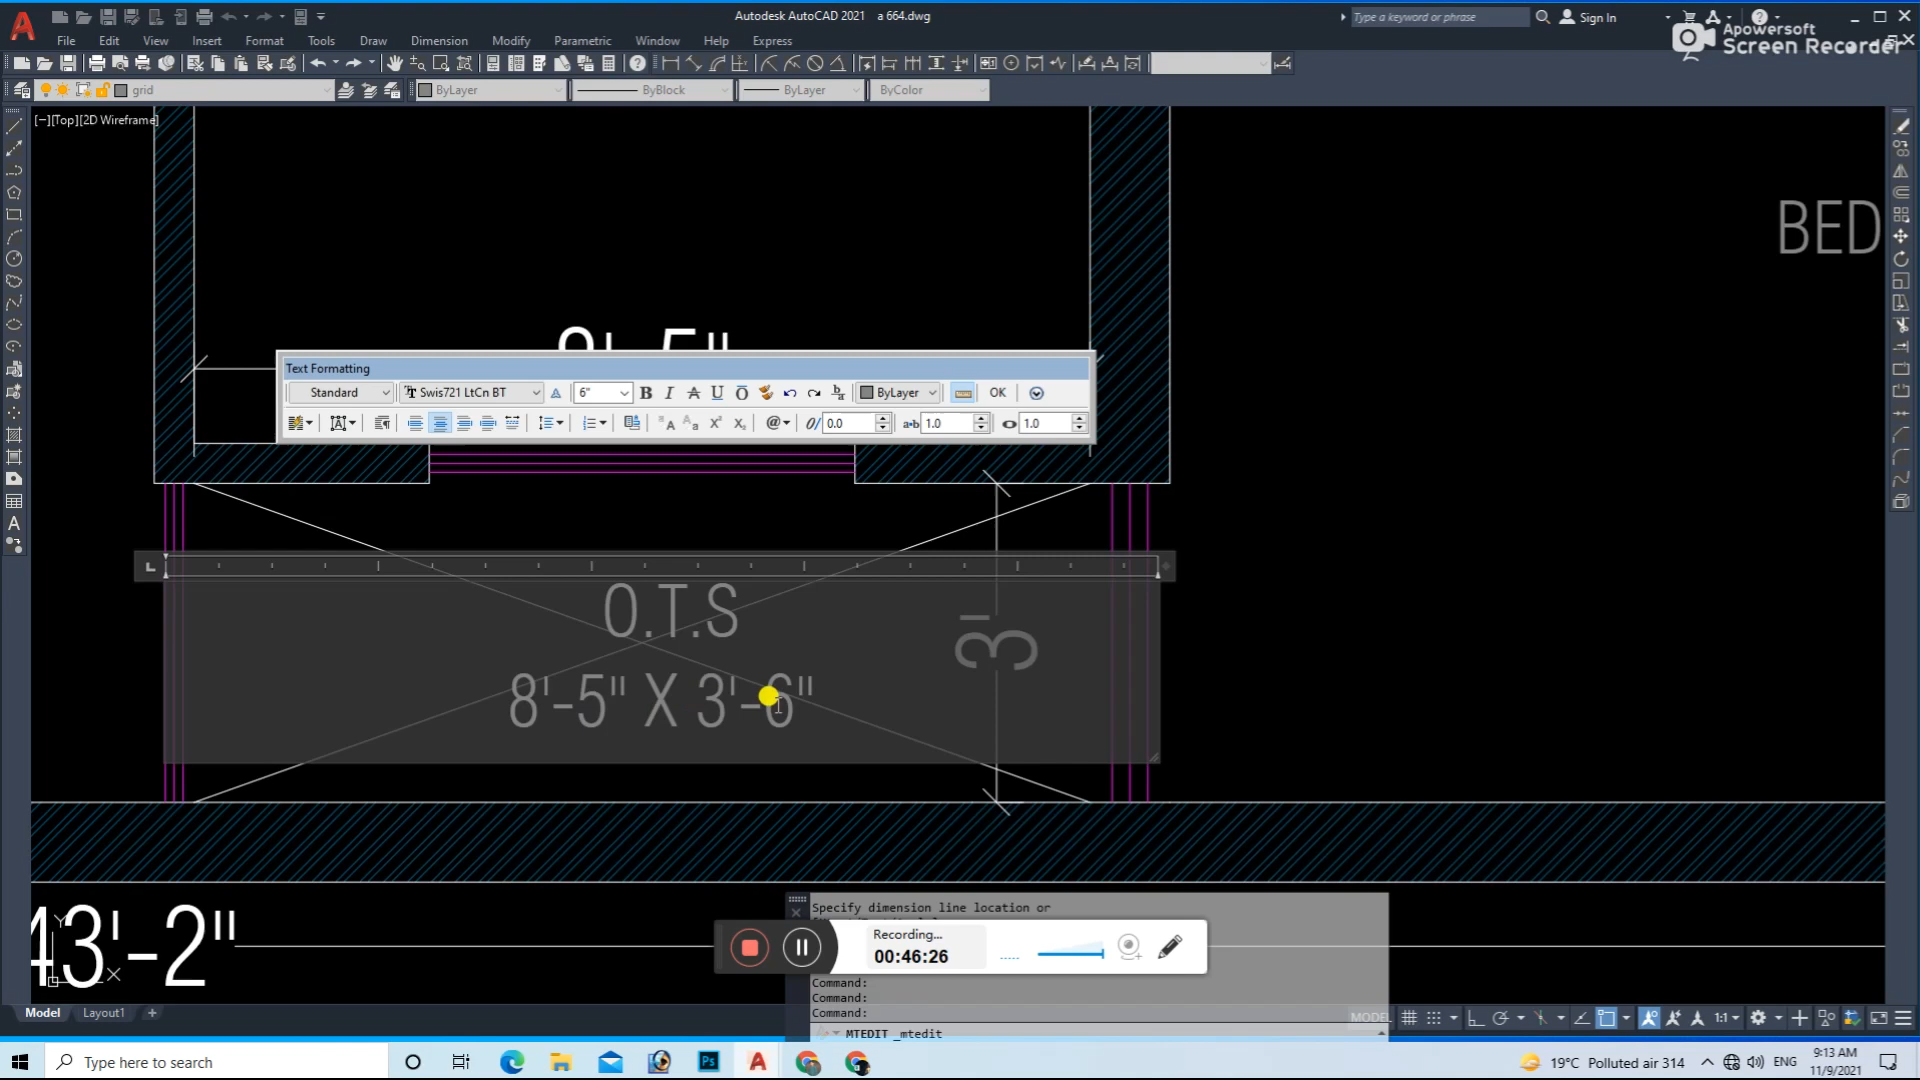 Autodesk AutoCAD 2021 a 664.dwg
Type a keyword or phrase
Sign In
File Edit View Insert Format Tools Draw Dimension Modify Parametric Window Help Express
Apowersoft
Screen Recorder
grid
ByLayer
ByBlock
ByLayer
ByColor
[−][Top][2D Wireframe]
BED
Text Formatting
Standard
Swis721 LtCn BT
6"
ByLayer
OK
0.0
1.0
1.0
O.T.S
8'-5" X 3'-6"
3'
43'-2"
Y
X
Specify dimension line location or
Recording...
00:46:26
Command:
Command:
Command:
MTEDIT _mtedit
Model Layout1 +
MODEL
1:1
Type here to search
19°C Polluted air 314
ENG
9:13 AM
11/9/2021